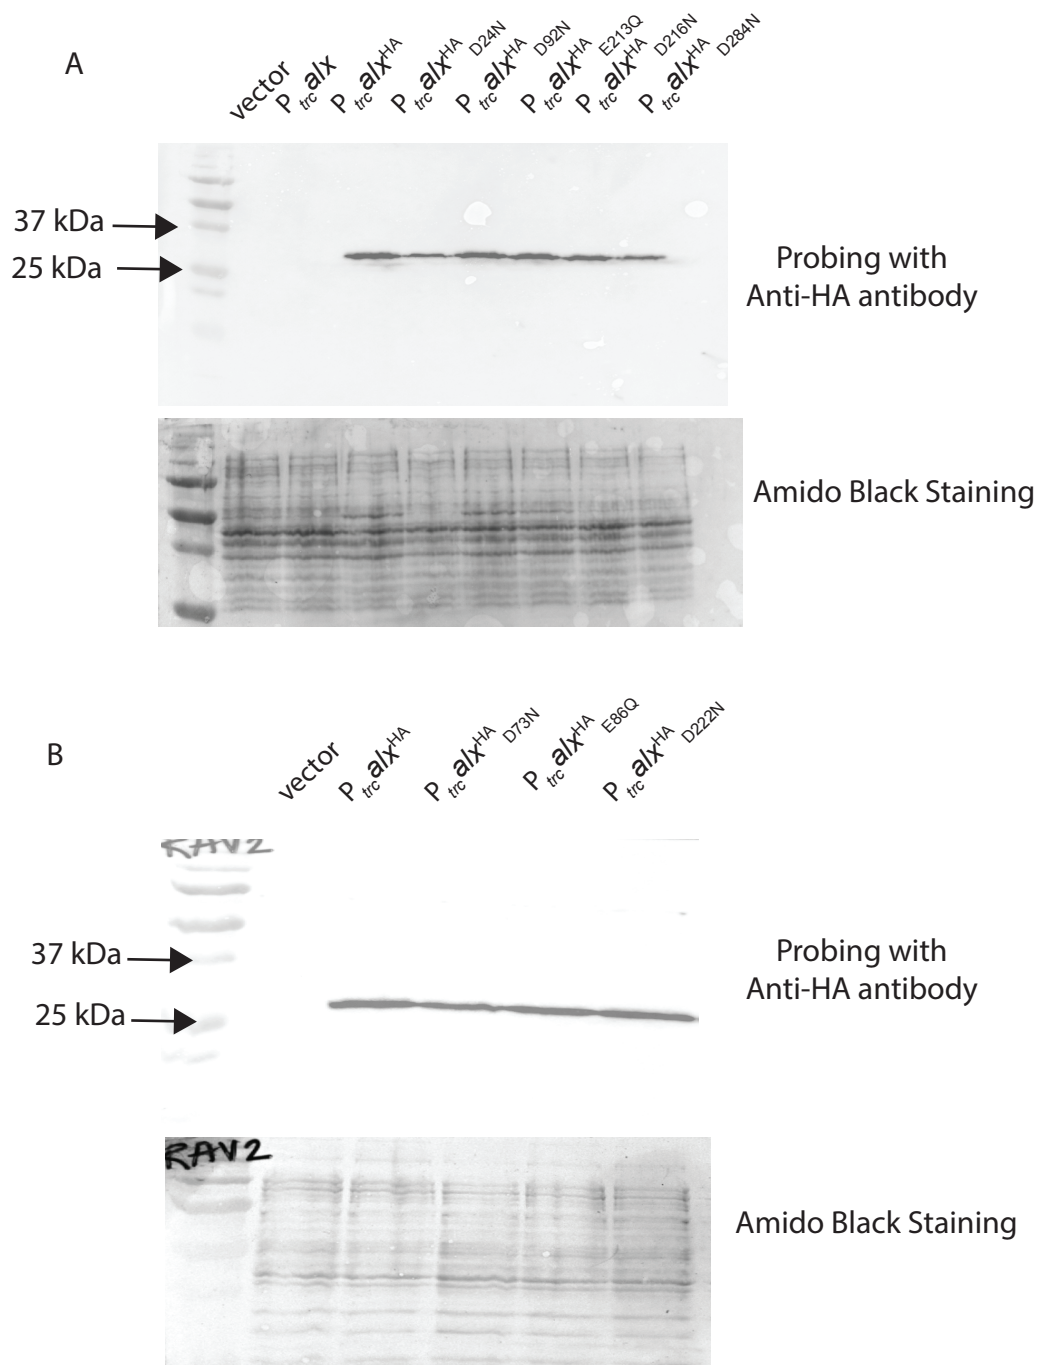 A
vector
P trc alx
P trc alx HA
P trc alx HA D24N
P trc alx HA D92N
P trc alx HA E213Q
P trc alx HA D216N
P trc alx HA D284N
37 kDa
25 kDa
Probing with
Anti-HA antibody
Amido Black Staining
B
vector
P trc alx HA
P trc alx HA D73N
P trc alx HA E86Q
P trc alx HA D222N
RAV2
37 kDa
25 kDa
Probing with
Anti-HA antibody
RAV2
Amido Black Staining